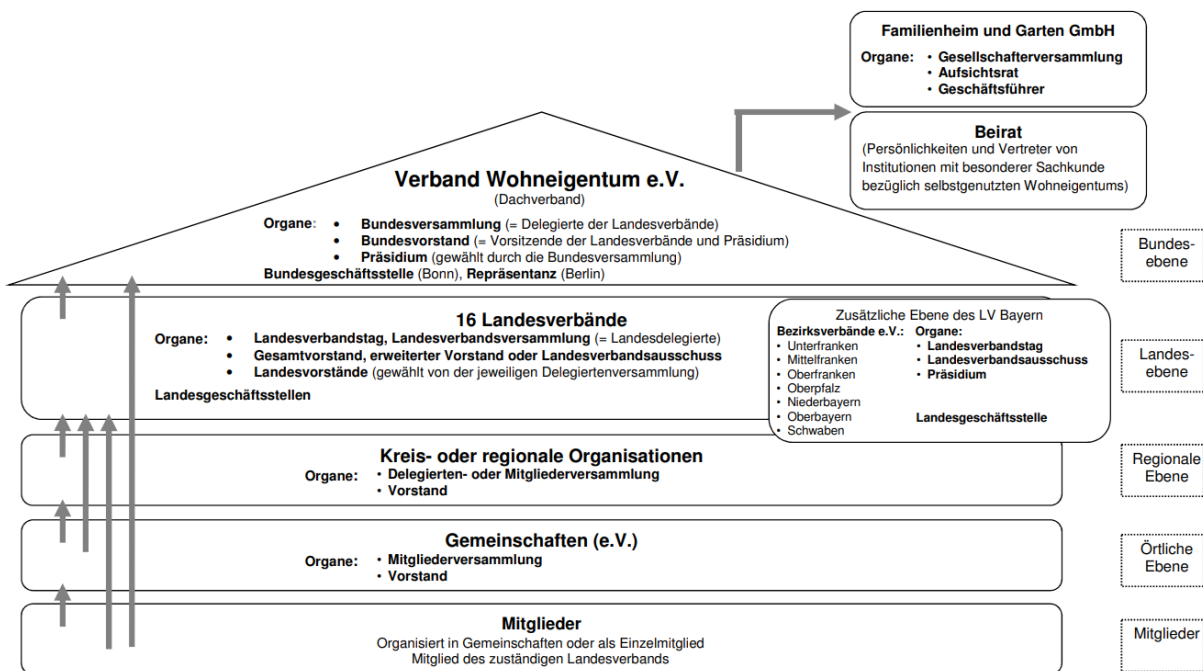 Familienheim und Garten GmbH
Organe: • Gesellschafterversammlung
• Aufsichtsrat
• Geschäftsführer
Beirat
(Persönlichkeiten und Vertreter von
Institutionen mit besonderer Sachkunde
bezüglich selbstgenutzten Wohneigentums)
Verband Wohneigentum e.V.
(Dachverband)
Organe: • Bundesversammlung (= Delegierte der Landesverbände)
• Bundesvorstand (= Vorsitzende der Landesverbände und Präsidium)
• Präsidium (gewählt durch die Bundesversammlung)
Bundesgeschäftsstelle (Bonn), Repräsentanz (Berlin)
Bundes-
ebene
16 Landesverbände
Organe: • Landesverbandstag, Landesverbandsversammlung (= Landesdelegierte)
• Gesamtvorstand, erweiterter Vorstand oder Landesverbandsausschuss
• Landesvorstände (gewählt von der jeweiligen Delegiertenversammlung)
Landesgeschäftsstellen
Zusätzliche Ebene des LV Bayern
Bezirksverbände e.V.: Organe:
• Unterfranken • Landesverbandstag
• Mittelfranken • Landesverbandsausschuss
• Oberfranken • Präsidium
• Oberpfalz
• Niederbayern
• Oberbayern Landesgeschäftsstelle
• Schwaben
Landes-
ebene
Kreis- oder regionale Organisationen
Organe: • Delegierten- oder Mitgliederversammlung
• Vorstand
Regionale
Ebene
Gemeinschaften (e.V.)
Organe: • Mitgliederversammlung
• Vorstand
Örtliche
Ebene
Mitglieder
Organisiert in Gemeinschaften oder als Einzelmitglied
Mitglied des zuständigen Landesverbands
Mitglieder